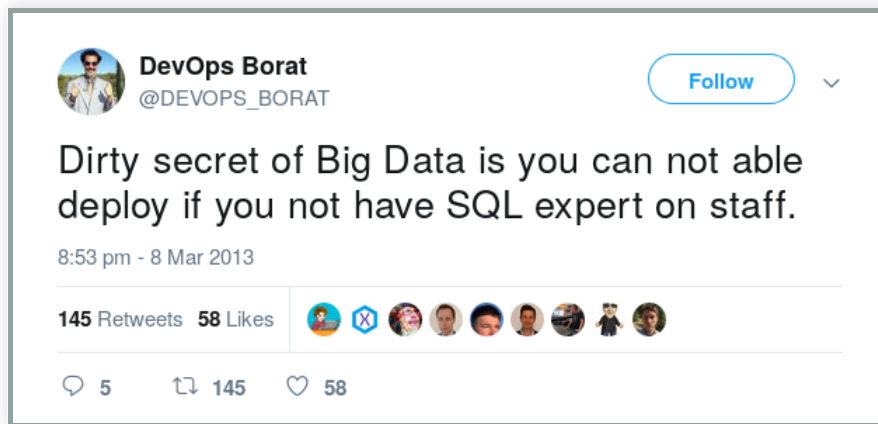 DevOps Borat
@DEVOPS_BORAT
Follow
Dirty secret of Big Data is you can not able
deploy if you not have SQL expert on staff.
8:53 pm - 8 Mar 2013
145 Retweets 58 Likes
5 145 58